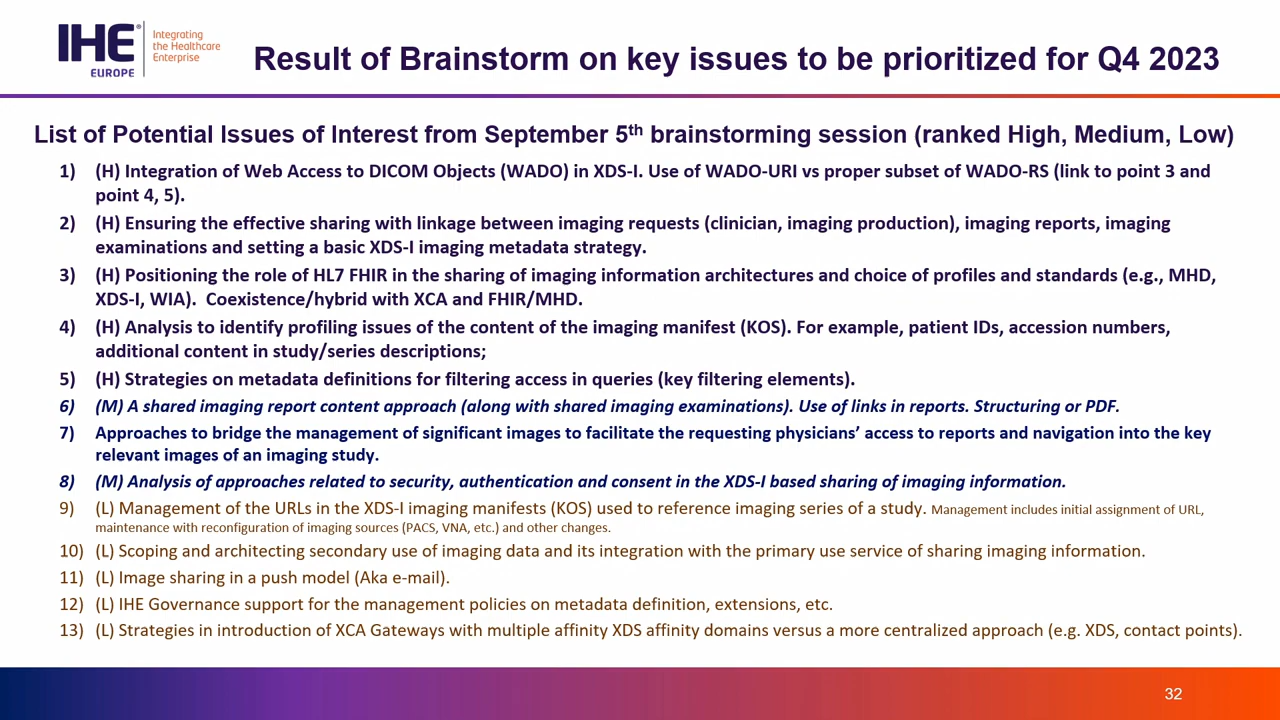 IHE®
EUROPE
Integrating
the Healthcare
Enterprise
Result of Brainstorm on key issues to be prioritized for Q4 2023
List of Potential Issues of Interest from September 5th brainstorming session (ranked High, Medium, Low)
1) (H) Integration of Web Access to DICOM Objects (WADO) in XDS-I. Use of WADO-URI vs proper subset of WADO-RS (link to point 3 and
point 4, 5).
2) (H) Ensuring the effective sharing with linkage between imaging requests (clinician, imaging production), imaging reports, imaging
examinations and setting a basic XDS-I imaging metadata strategy.
3) (H) Positioning the role of HL7 FHIR in the sharing of imaging information architectures and choice of profiles and standards (e.g., MHD,
XDS-I, WIA). Coexistence/hybrid with XCA and FHIR/MHD.
4) (H) Analysis to identify profiling issues of the content of the imaging manifest (KOS). For example, patient IDs, accession numbers,
additional content in study/series descriptions;
5) (H) Strategies on metadata definitions for filtering access in queries (key filtering elements).
6) (M) A shared imaging report content approach (along with shared imaging examinations). Use of links in reports. Structuring or PDF.
7) Approaches to bridge the management of significant images to facilitate the requesting physicians’ access to reports and navigation into the key
relevant images of an imaging study.
8) (M) Analysis of approaches related to security, authentication and consent in the XDS-I based sharing of imaging information.
9) (L) Management of the URLs in the XDS-I imaging manifests (KOS) used to reference imaging series of a study. Management includes initial assignment of URL,
maintenance with reconfiguration of imaging sources (PACS, VNA, etc.) and other changes.
10) (L) Scoping and architecting secondary use of imaging data and its integration with the primary use service of sharing imaging information.
11) (L) Image sharing in a push model (Aka e-mail).
12) (L) IHE Governance support for the management policies on metadata definition, extensions, etc.
13) (L) Strategies in introduction of XCA Gateways with multiple affinity XDS affinity domains versus a more centralized approach (e.g. XDS, contact points).
32